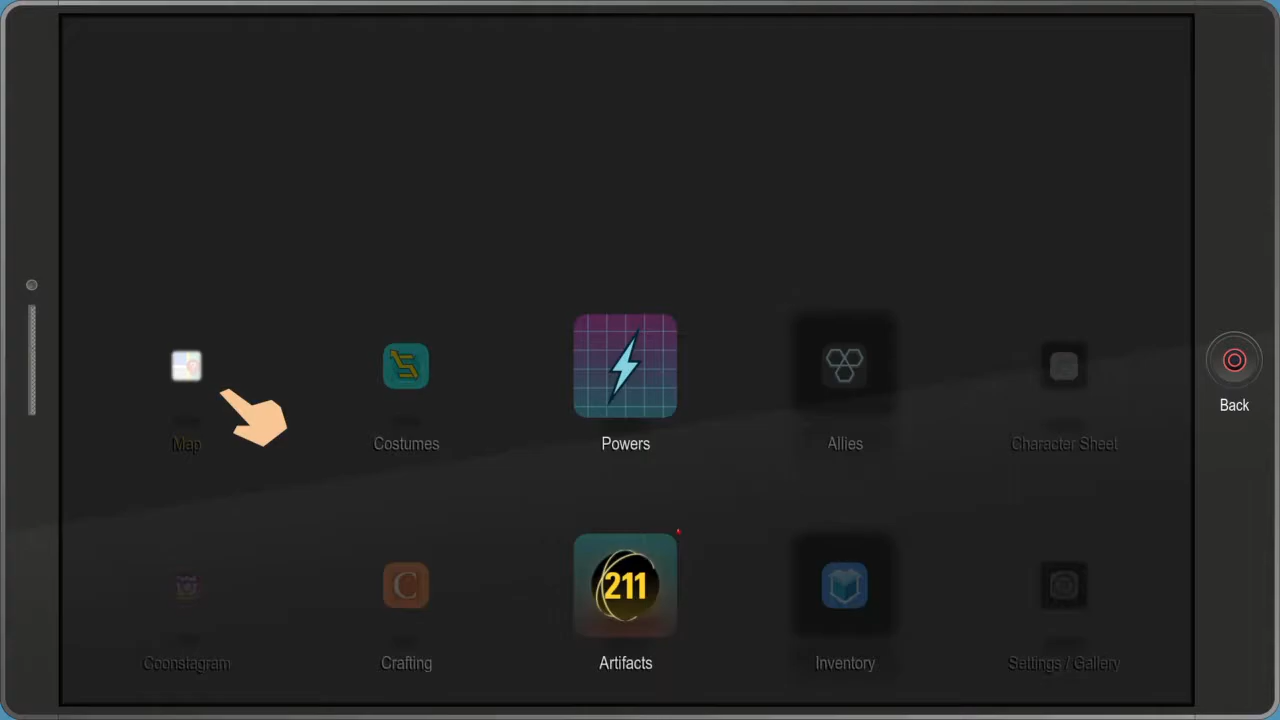 Map
Costumes
Powers
Allies
Character Sheet
Back
C
211
Coonstagram
Crafting
Artifacts
Inventory
Settings / Gallery